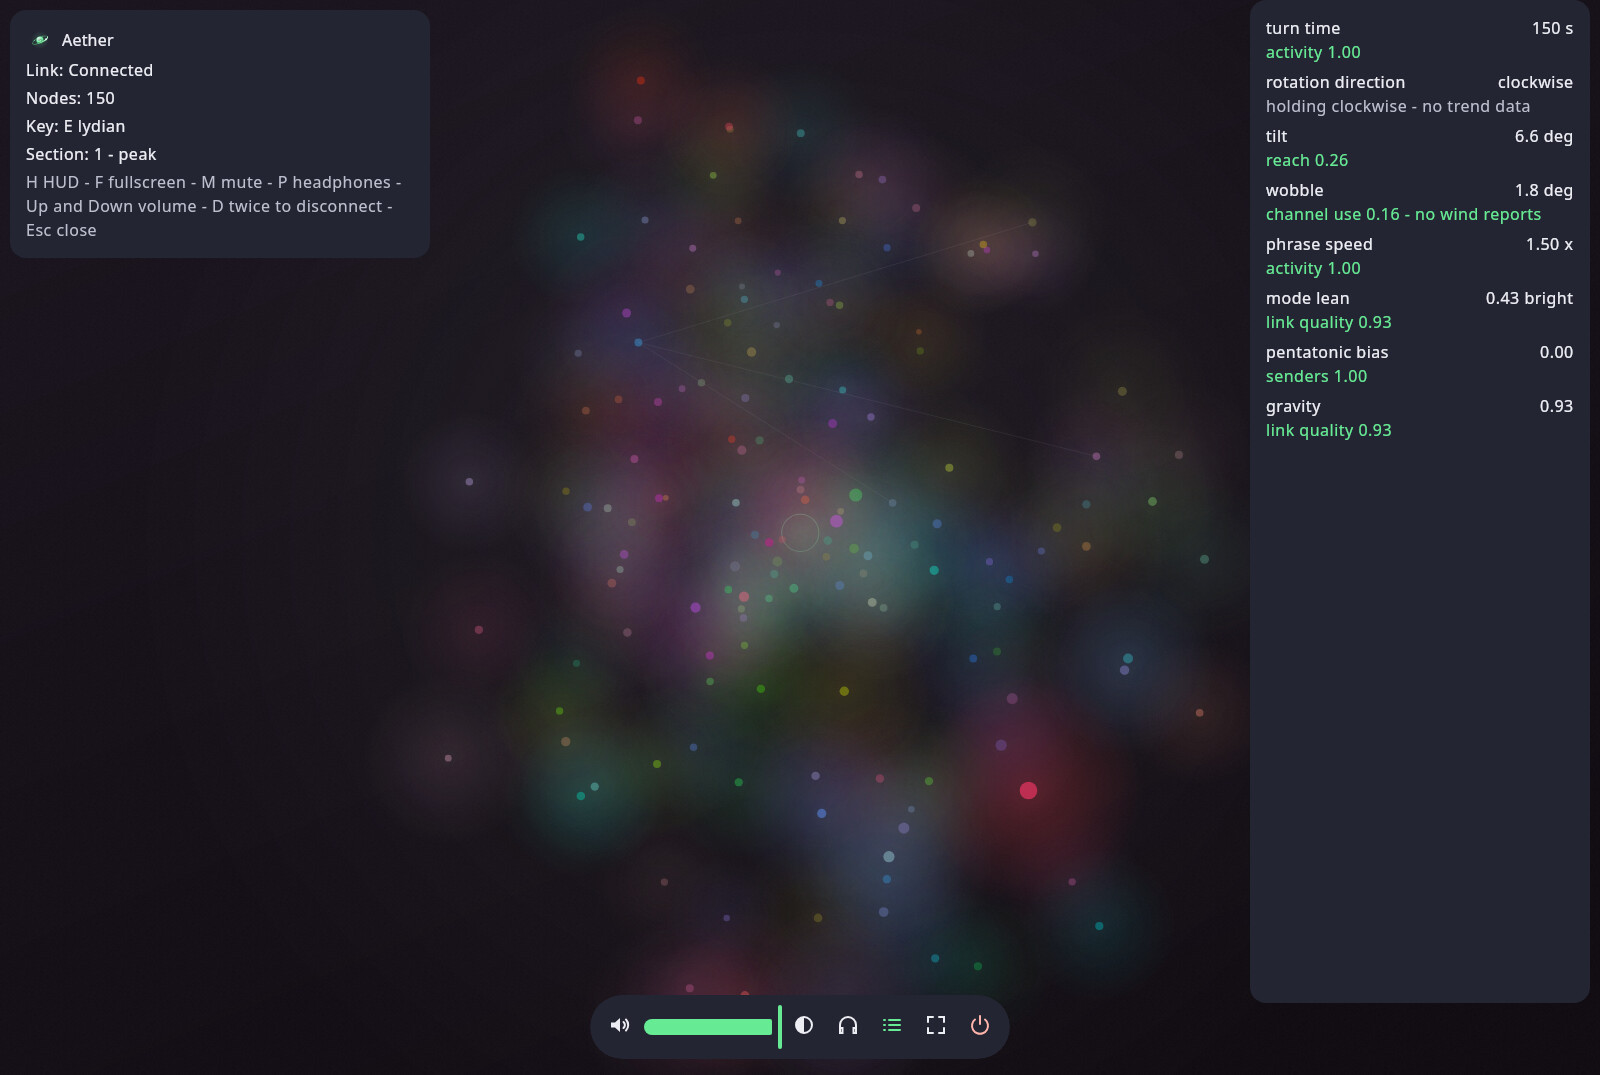 Aether
Link: Connected
Nodes: 150
Key: E lydian
Section: 1 - peak
H HUD - F fullscreen - M mute - P headphones -
Up and Down volume - D twice to disconnect -
Esc close
turn time 150 s
activity 1.00
rotation direction clockwise
holding clockwise - no trend data
tilt 6.6 deg
reach 0.26
wobble 1.8 deg
channel use 0.16 - no wind reports
phrase speed 1.50 x
activity 1.00
mode lean 0.43 bright
link quality 0.93
pentatonic bias 0.00
senders 1.00
gravity 0.93
link quality 0.93